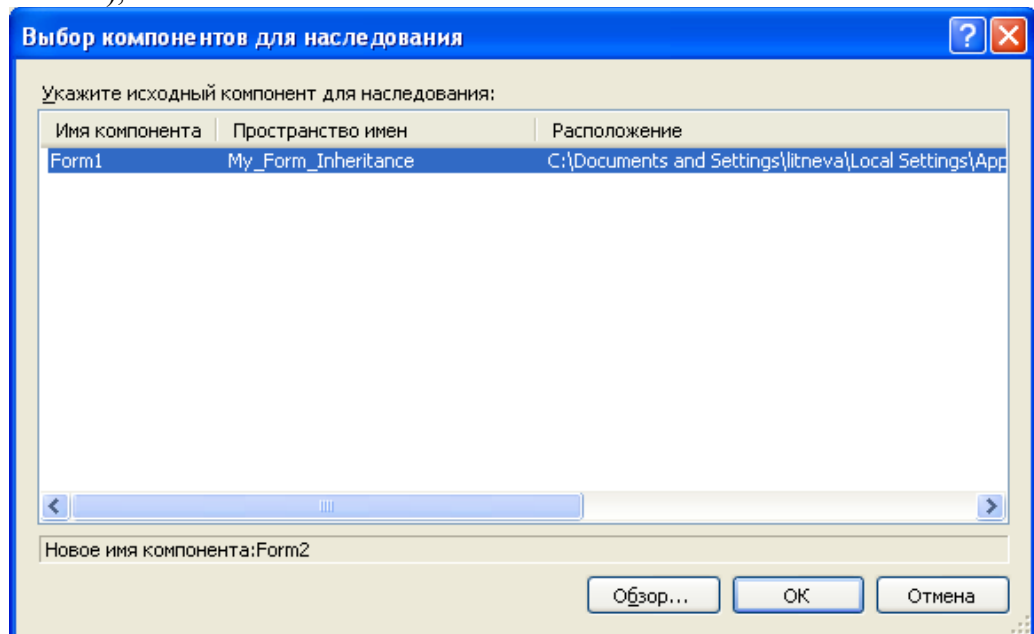 ),
Выбор компонентов для наследования
Укажите исходный компонент для наследования:
Имя компонента Пространство имен Расположение
Form1 My_Form_Inheritance C:\Documents and Settings\litneva\Local Settings\App
Новое имя компонента:Form2
Обзор... ОК Отмена